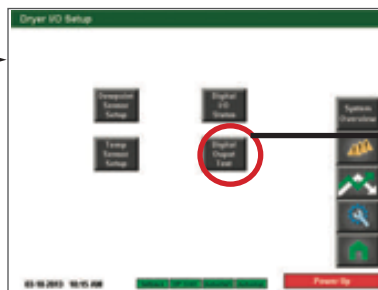 Dryer I/O Setup
Dewpoint
Sensor
Setup
Digital
I/O
Status
System
Overview
Temp
Sensor
Setup
Digital
Ouput
Test
03-18-2013 10:15 AM
Power Up